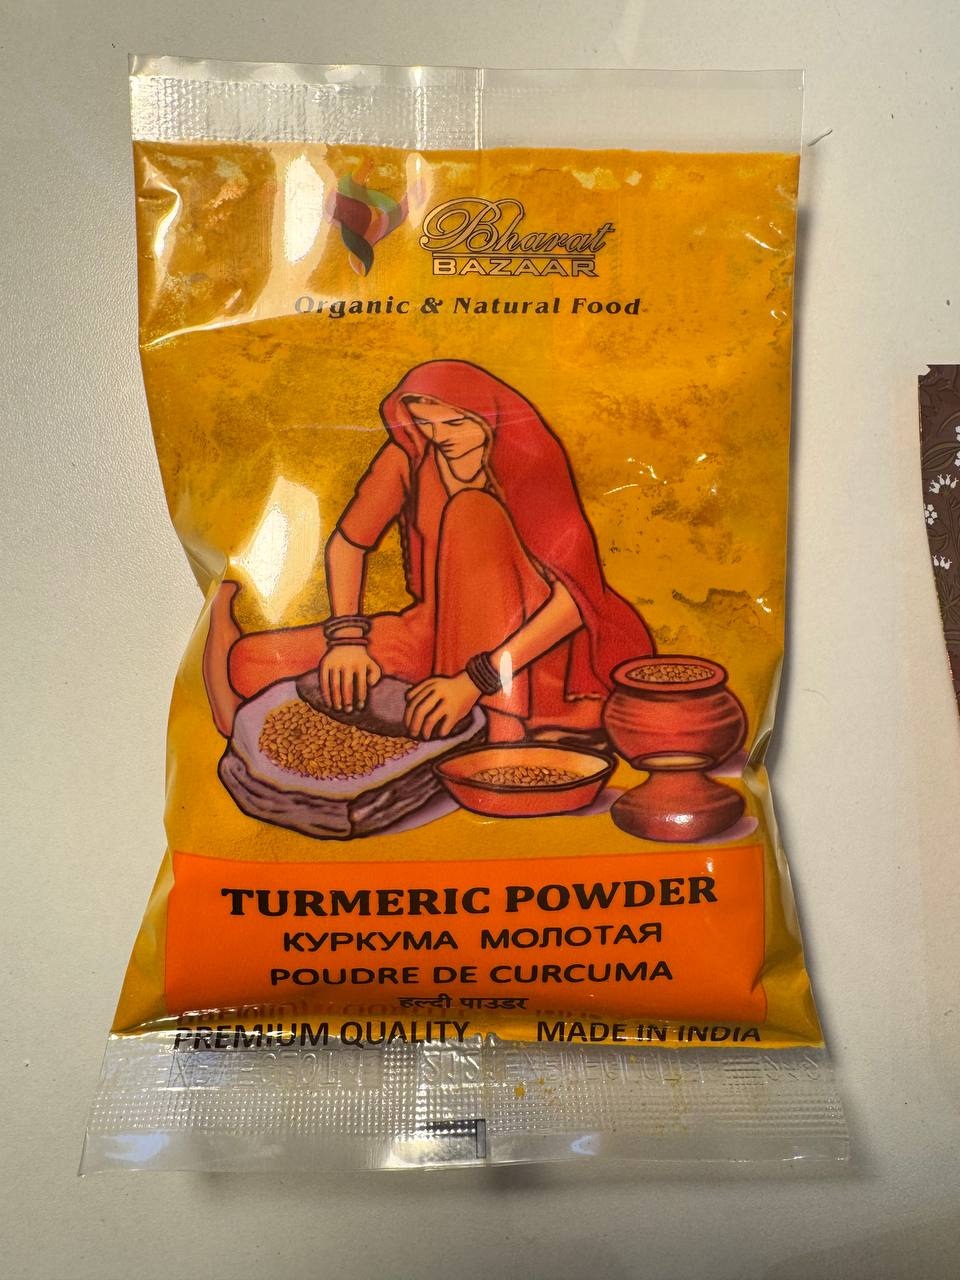 Bharat
BAZAAR
Organic & Natural Food
TURMERIC POWDER
КУРКУМА МОЛОТАЯ
POUDRE DE CURCUMA
हल्दी पाउडर
PREMIUM QUALITY MADE IN INDIA